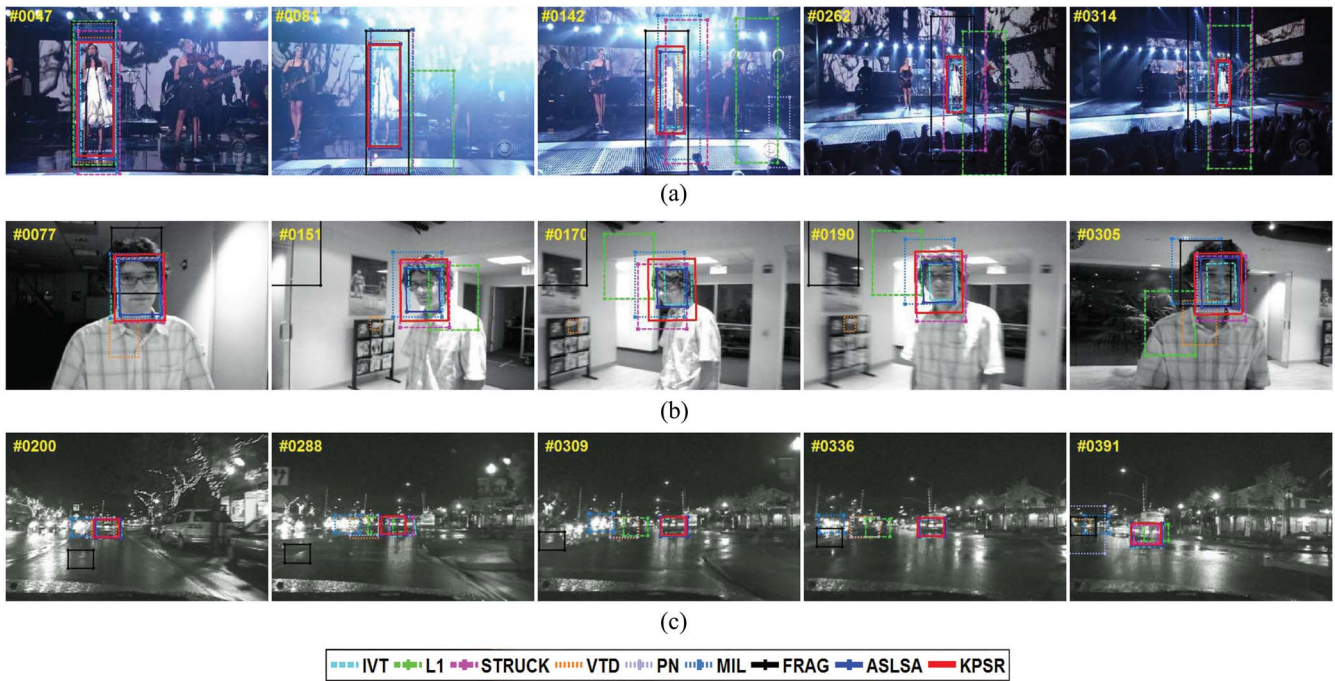 #0047 #0081 #0142 #0262 #0314
(a)
#0077 #0151 #0170 #0190 #0305
(b)
#0200 #0288 #0309 #0336 #0391
(c)
IVT L1 STRUCK VTD PN MIL FRAG ASLSA KPSR